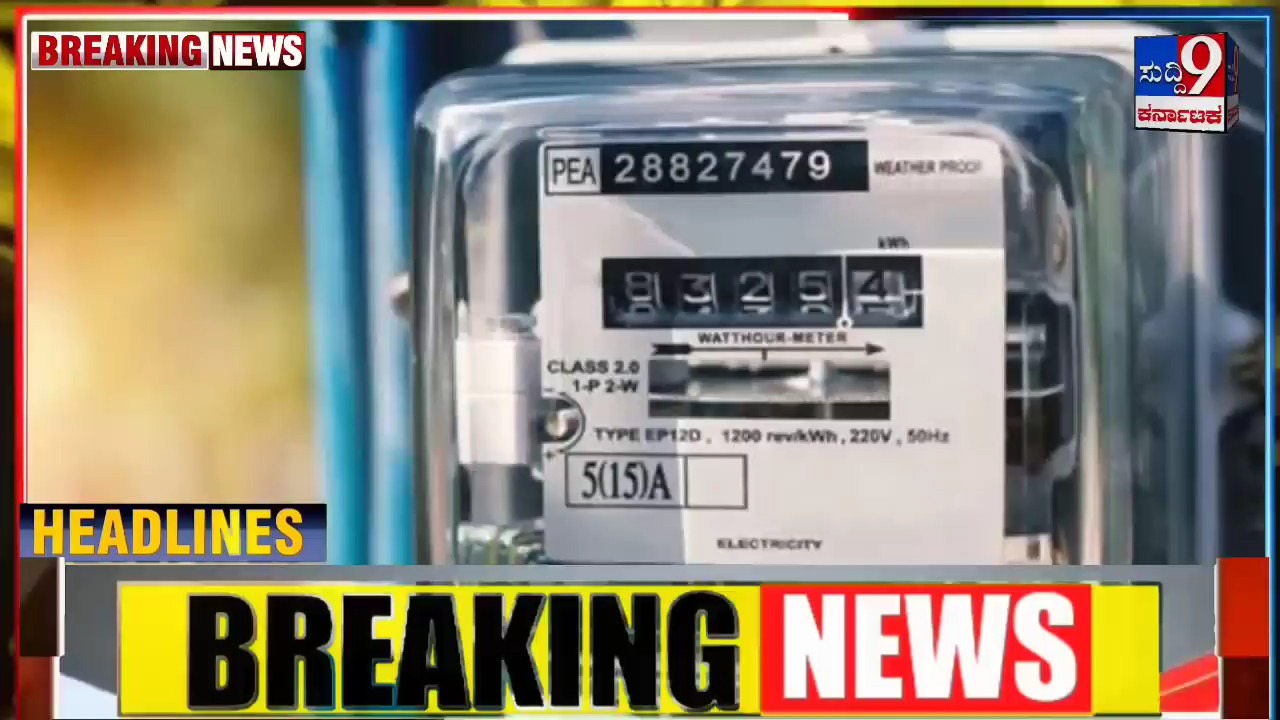 BREAKING NEWS
ಸುದ್ದಿ 9
ಕರ್ನಾಟಕ
PEA 28827479 WEATHER PROOF
kWh
8 3 2 5 4
WATTHOUR-METER
CLASS 2.0
1-P 2-W
TYPE EP12D , 1200 rev/kWh , 220V , 50Hz
5(15)A
ELECTRICITY
HEADLINES
BREAKING NEWS